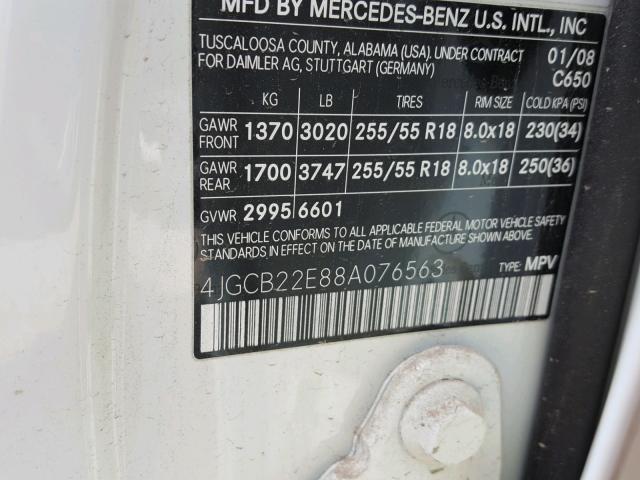 MFD BY MERCEDES-BENZ U.S. INTL., INC
TUSCALOOSA COUNTY, ALABAMA (USA). UNDER CONTRACT 01/08
FOR DAIMLER AG, STUTTGART (GERMANY) C650
KG LB TIRES RIM SIZE COLD KPA (PSI)
GAWR FRONT 1370 3020 255/55 R18 8.0x18 230(34)
GAWR REAR 1700 3747 255/55 R18 8.0x18 250(36)
GVWR 2995 6601
THIS VEHICLE CONFORMS TO ALL APPLICABLE FEDERAL MOTOR VEHICLE SAFETY
STANDARDS IN EFFECT ON THE DATE OF MANUFACTURE SHOWN ABOVE.
4JGCB22E88A076563 TYPE: MPV